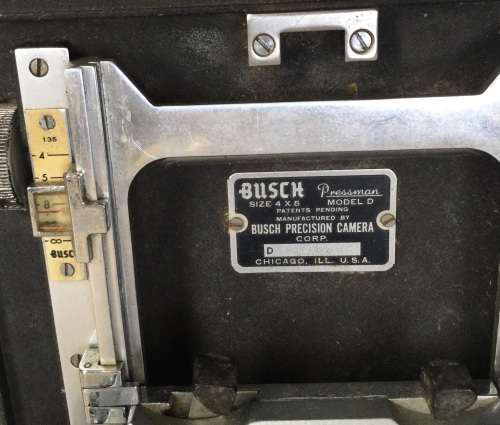 135
4
5
8
∞
BUSCH
BUSCH Pressman
SIZE 4 X 5 MODEL D
PATENTS PENDING
MANUFACTURED BY
BUSCH PRECISION CAMERA
CORP.
D
CHICAGO, ILL. U.S.A.